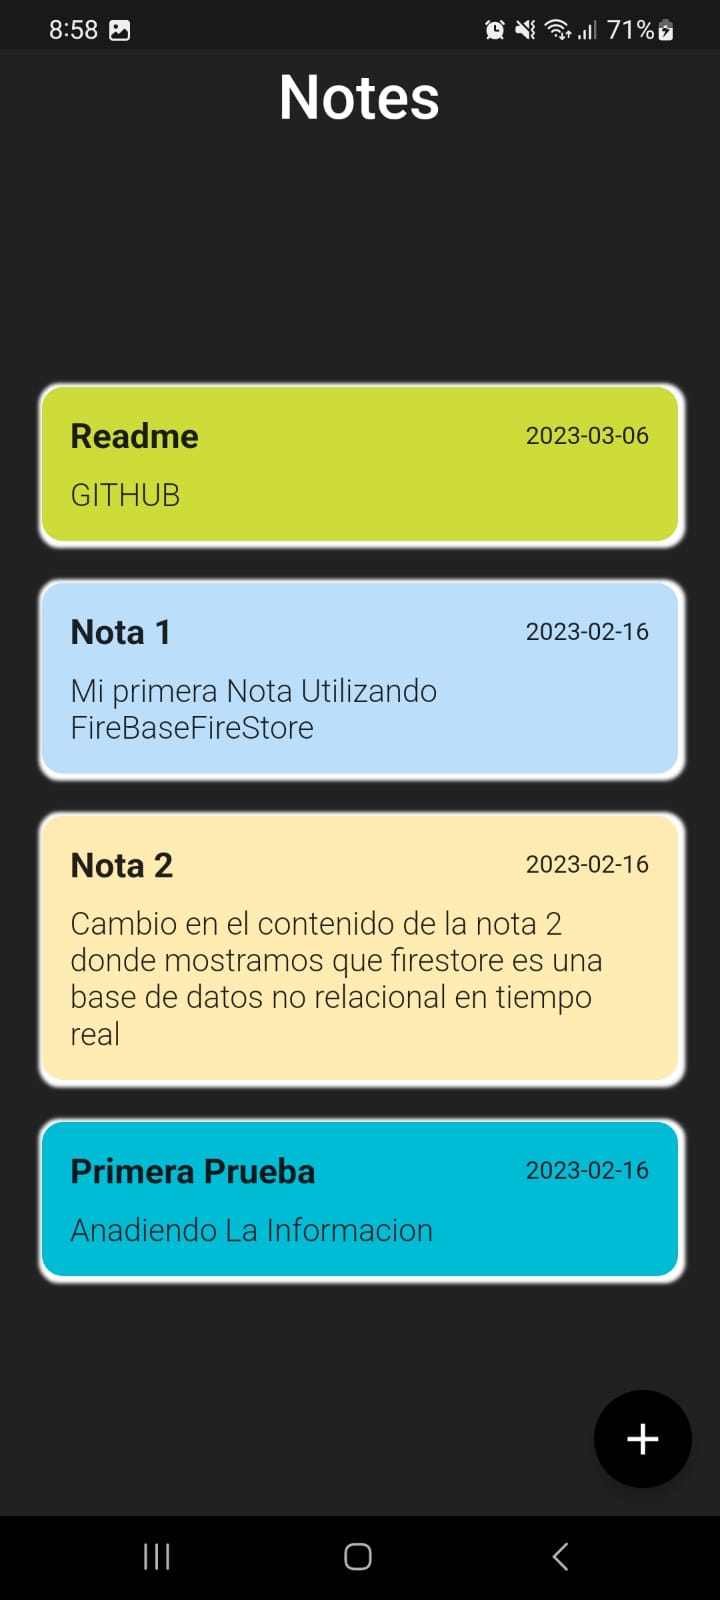 8:58 71%
Notes
Readme 2023-03-06
GITHUB
Nota 1 2023-02-16
Mi primera Nota Utilizando
FireBaseFireStore
Nota 2 2023-02-16
Cambio en el contenido de la nota 2
donde mostramos que firestore es una
base de datos no relacional en tiempo
real
Primera Prueba 2023-02-16
Anadiendo La Informacion